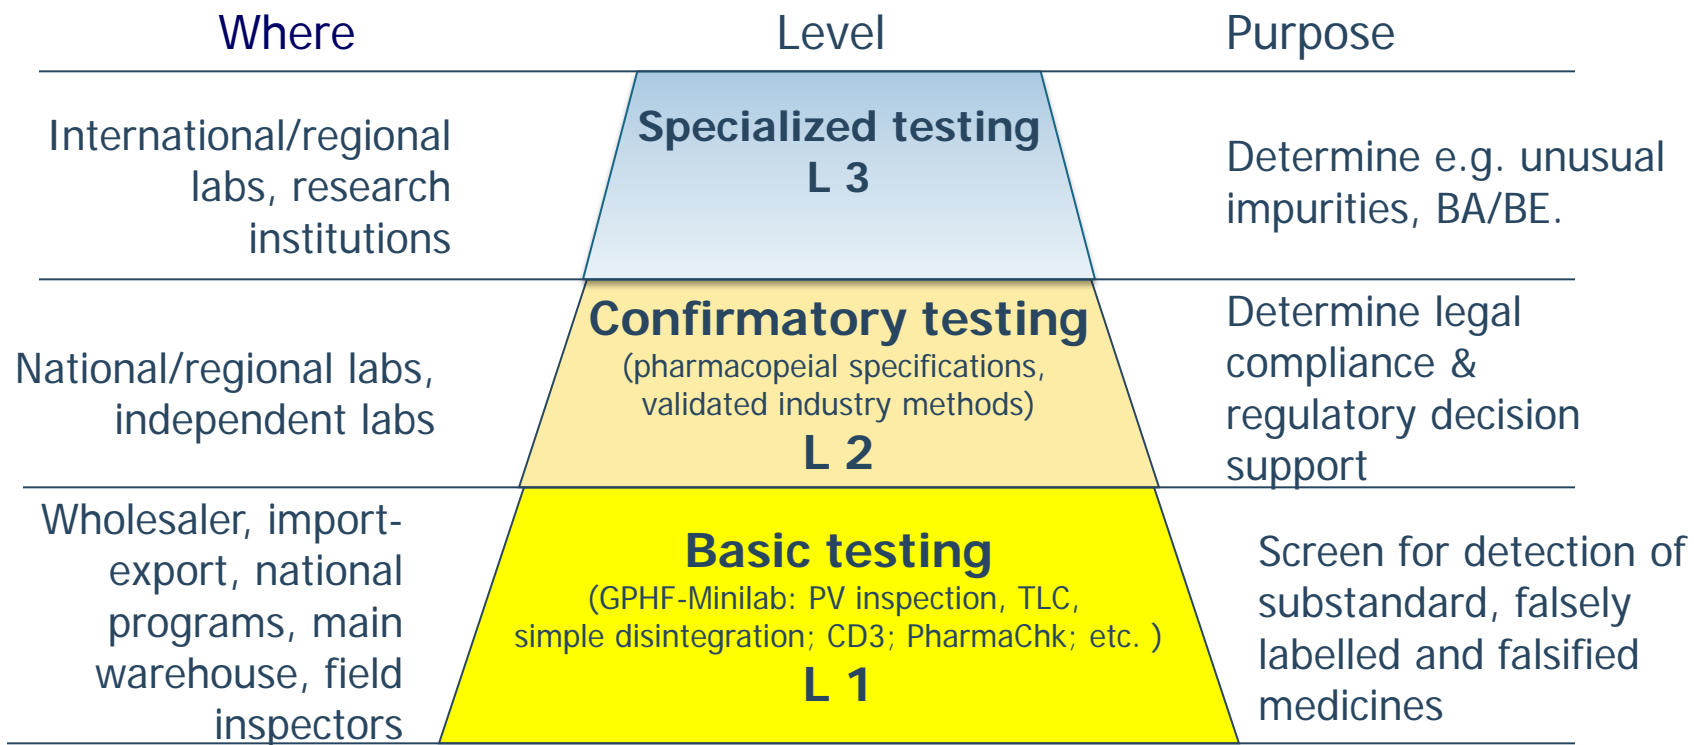 Where
Level
Purpose
International/regional
labs, research
institutions
Specialized testing
L 3
Determine e.g. unusual
impurities, BA/BE.
National/regional labs,
independent labs
Confirmatory testing
(pharmacopeial specifications,
validated industry methods)
L 2
Determine legal
compliance &
regulatory decision
support
Wholesaler, import-
export, national
programs, main
warehouse, field
inspectors
Basic testing
(GPHF-Minilab: PV inspection, TLC,
simple disintegration; CD3; PharmaChk; etc. )
L 1
Screen for detection of
substandard, falsely
labelled and falsified
medicines